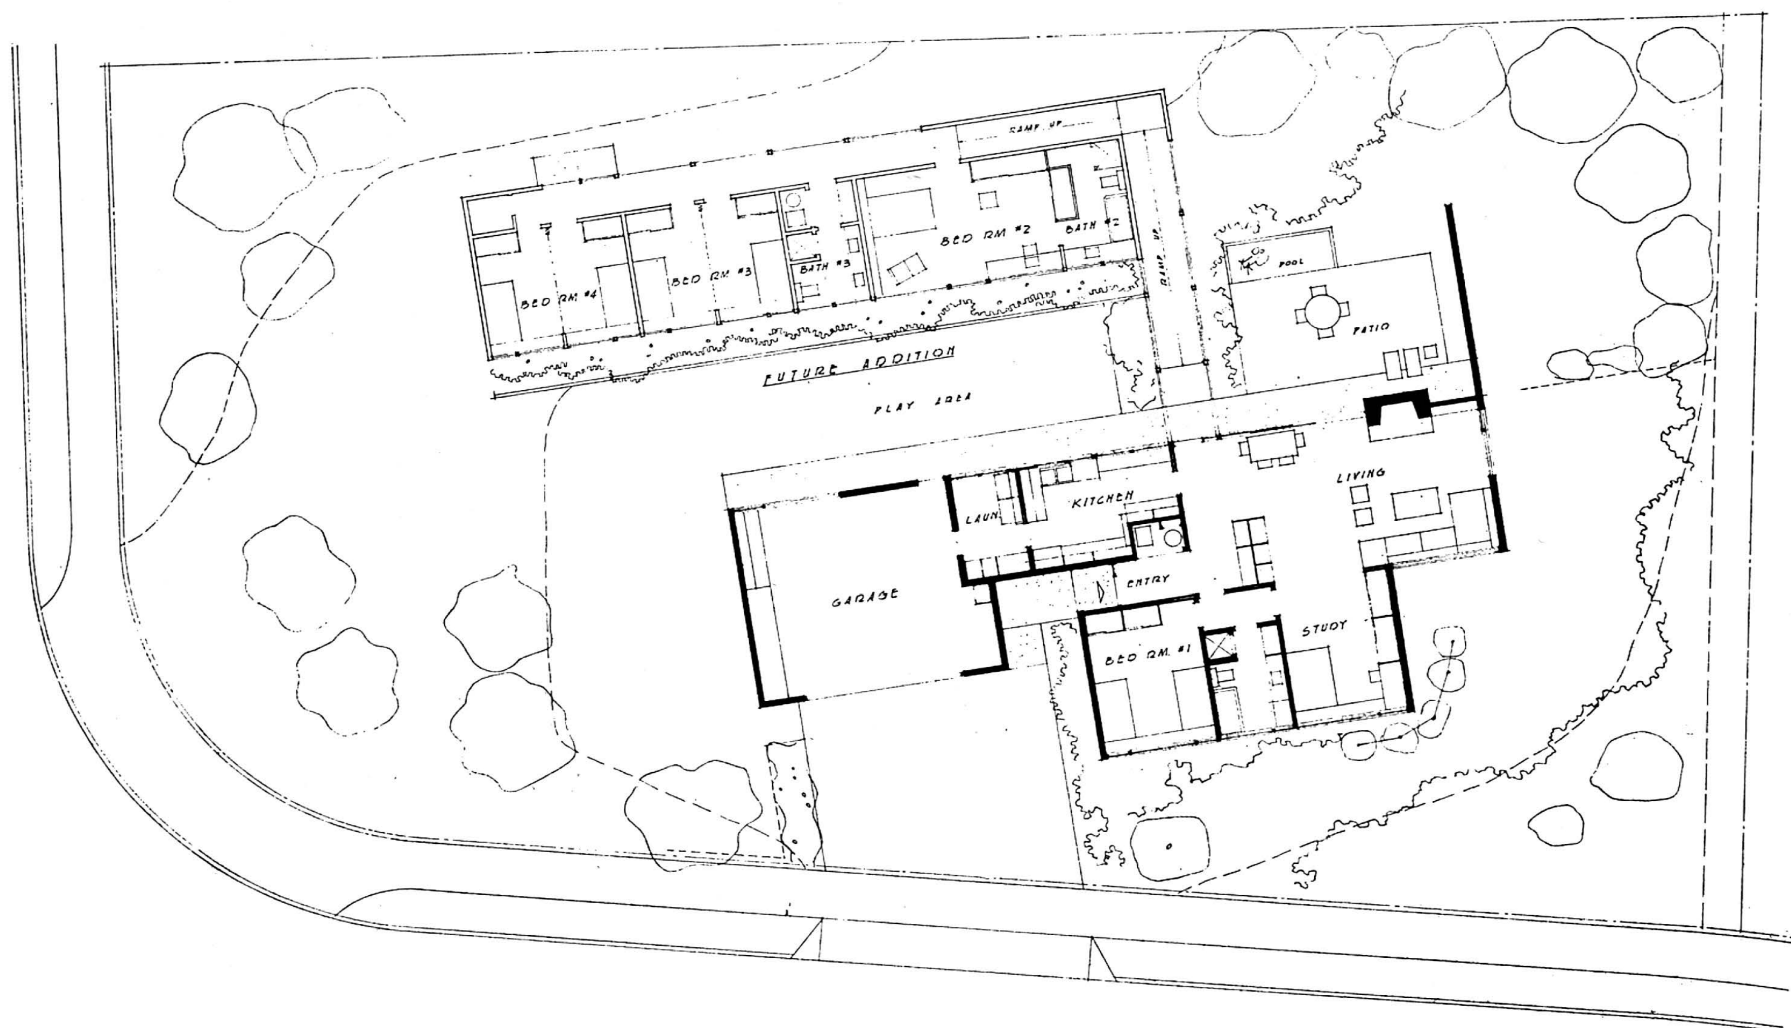 RAMP UP
BED RM #2
BATH #2
BED RM #3
BATH #3
BED RM #4
RAMP UP
POOL
PATIO
FUTURE ADDITION
PLAY AREA
LIVING
KITCHEN
LAUN.
ENTRY
GARAGE
STUDY
BED RM. #1